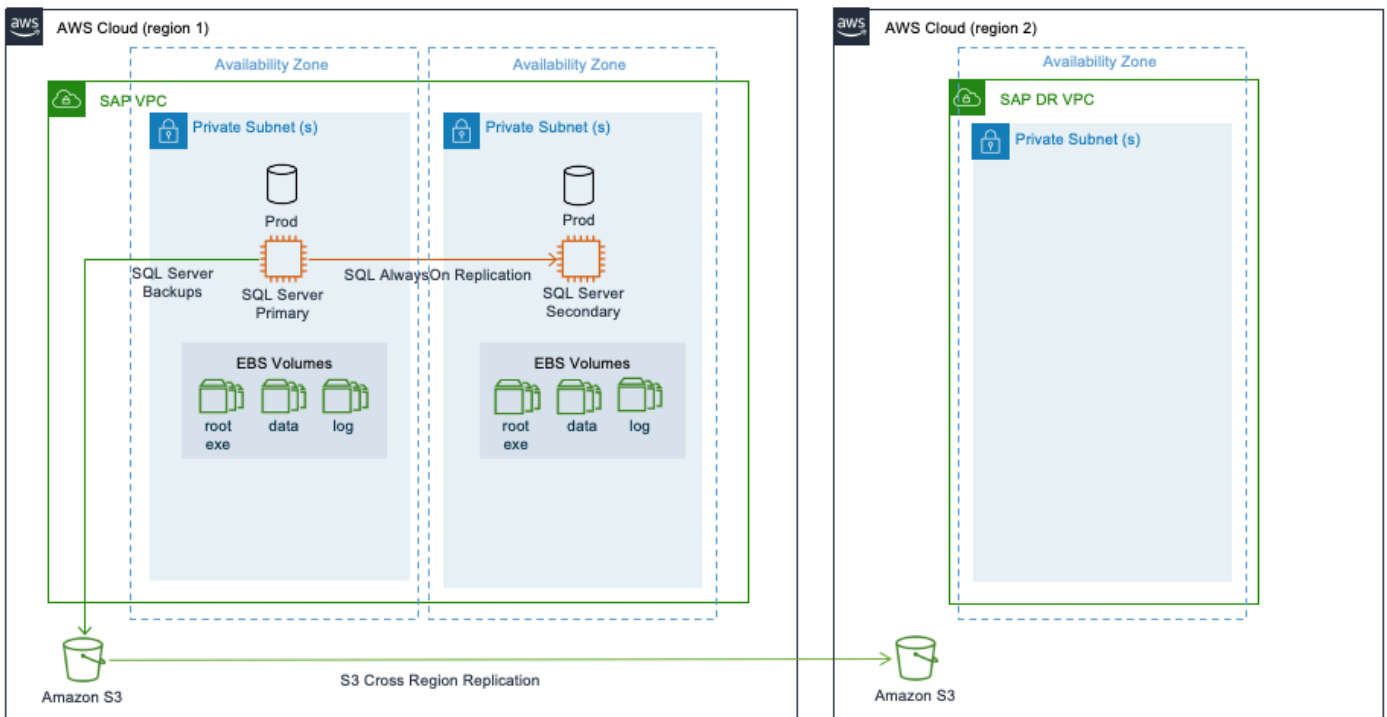 aws
AWS Cloud (region 1)
Availability Zone
Availability Zone
SAP VPC
Private Subnet (s)
Private Subnet (s)
Prod
Prod
SQL Server
Backups
SQL Server
Primary
SQL AlwaysOn Replication
SQL Server
Secondary
EBS Volumes
root
exe
data
log
EBS Volumes
root
exe
data
log
Amazon S3
S3 Cross Region Replication
aws
AWS Cloud (region 2)
Availability Zone
SAP DR VPC
Private Subnet (s)
Amazon S3